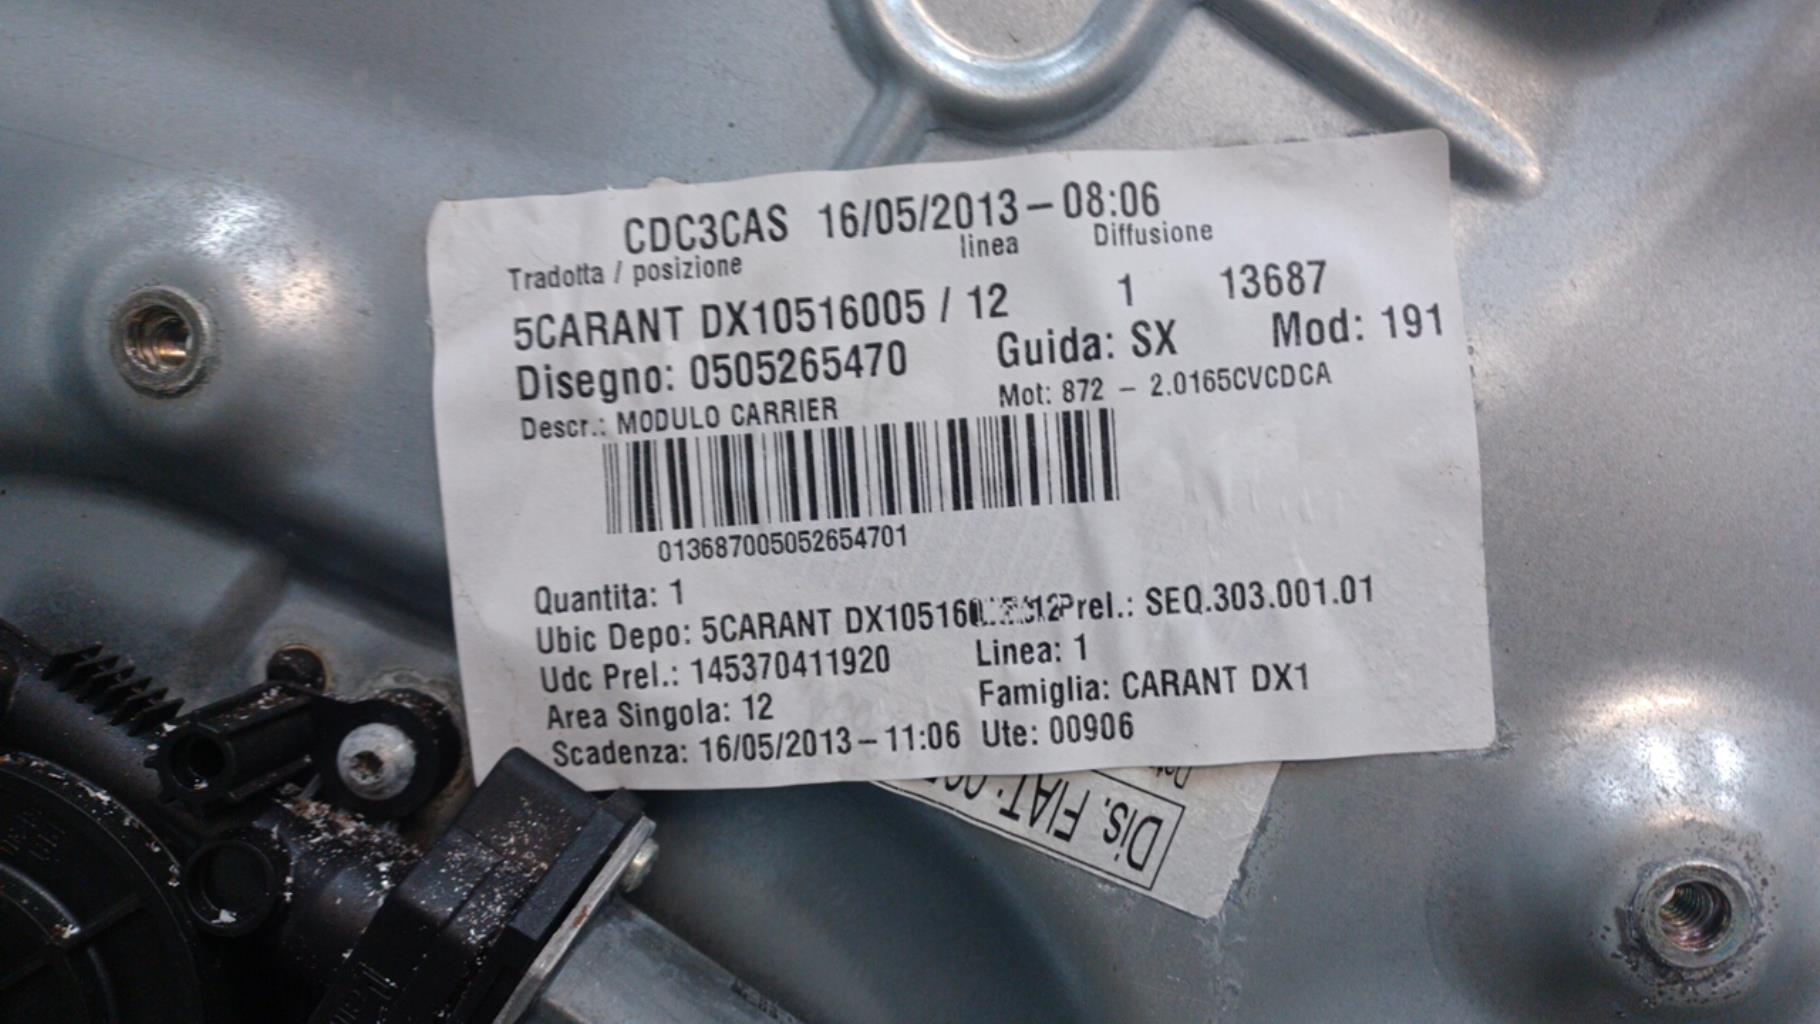 CDC3CAS 16/05/2013 – 08:06
Tradotta / posizione linea Diffusione
5CARANT DX10516005 / 12 1 13687
Disegno: 0505265470 Guida: SX Mod: 191
Descr.: MODULO CARRIER Mot: 872 – 2.0165CVCDCA
013687005052654701
Quantita: 1
Ubic Depo: 5CARANT Prel.: SEQ.303.001.01
Udc Prel.: 145370411920 Linea: 1
Area Singola: 12 Famiglia: CARANT DX1
Scadenza: 16/05/2013 – 11:06 Ute: 00906
Dis. FIAT: